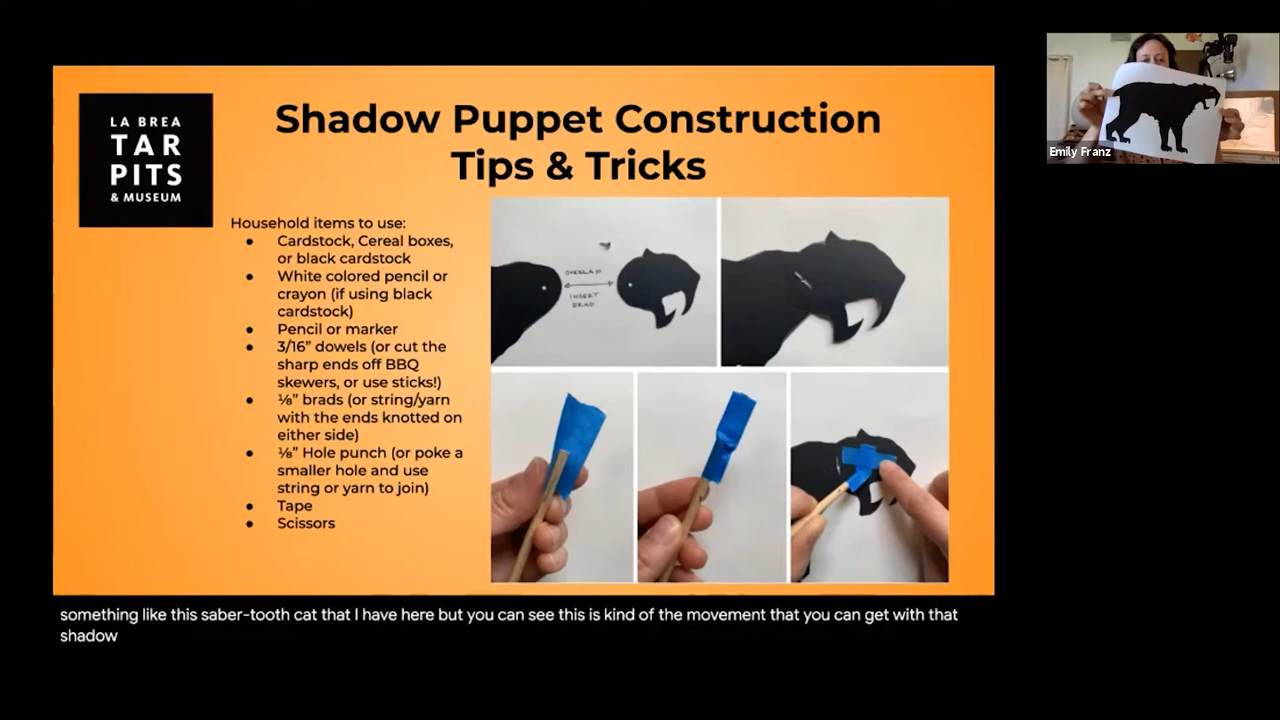 LA BREA
TAR
PITS
& MUSEUM
Shadow Puppet Construction
Tips & Tricks
Household items to use:
● Cardstock, Cereal boxes,
or black cardstock
● White colored pencil or
crayon (if using black
cardstock)
● Pencil or marker
● 3/16” dowels (or cut the
sharp ends off BBQ
skewers, or use sticks!)
● ⅛” brads (or string/yarn
with the ends knotted on
either side)
● ⅛” Hole punch (or poke a
smaller hole and use
string or yarn to join)
● Tape
● Scissors
OVERLAP
INSERT
BRAD
Emily Franz
something like this saber-tooth cat that I have here but you can see this is kind of the movement that you can get with that
shadow